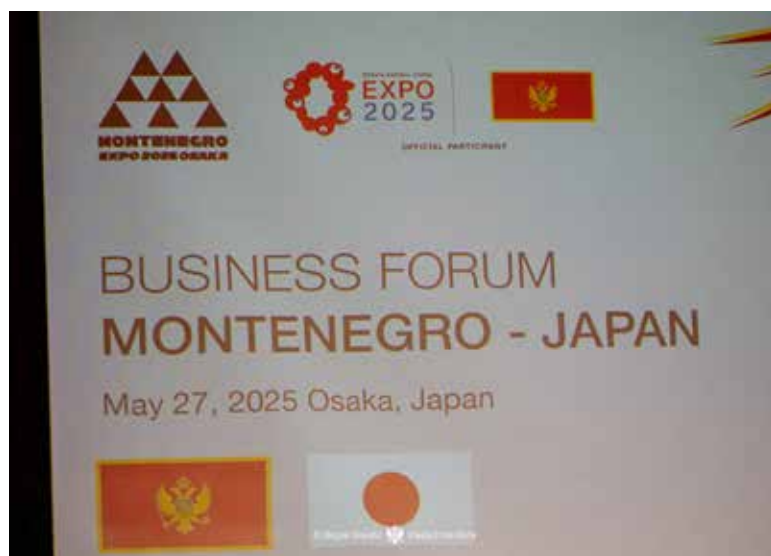 MONTENEGRO
EXPO 2025 OSAKA
EXPO
2025
OFFICIAL PARTICIPANT
BUSINESS FORUM
MONTENEGRO - JAPAN
May 27, 2025 Osaka, Japan